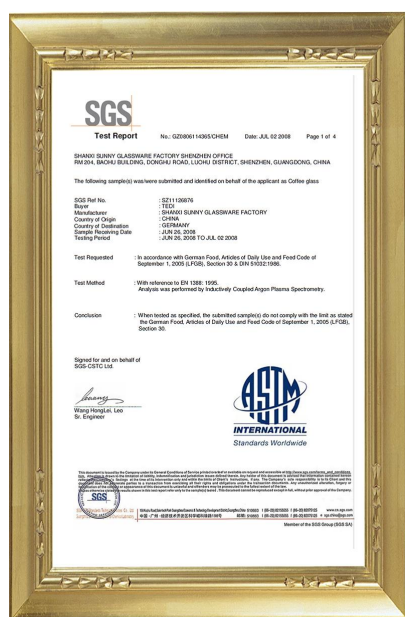 SGS
Test Report No.: GZ0806114365/CHEM Date: JUL 02 2008 Page 1 of 4
SHANXI SUNNY GLASSWARE FACTORY SHENZHEN OFFICE
RM 204, BAOHU BUILDING, DONGHU ROAD, LUOHU DISTRICT, SHENZHEN, GUANGDONG, CHINA
The following sample(s) was/were submitted and identified on behalf of the applicant as Coffee glass
SGS Ref No. : SZ11126876
Buyer : TEDI
Manufacturer : SHANXI SUNNY GLASSWARE FACTORY
Country of Origin : CHINA
Country of Destination : GERMANY
Sample Receiving Date : JUN 26, 2008
Testing Period : JUN 26, 2008 TO JUL 02 2008
Test Requested : In accordance with German Food, Articles of Daily Use and Feed Code of
September 1, 2005 (LFGB), Section 30 & DIN 51032:1986.
Test Method : With reference to EN 1388: 1995.
Analysis was performed by Inductively Coupled Argon Plasma Spectrometry.
Conclusion : When tested as specified, the submitted sample(s) do not comply with the limit as stated
the German Food, Articles of Daily Use and Feed Code of September 1, 2005 (LFGB),
Section 30.
Signed for and on behalf of
SGS-CSTC Ltd.
Wang HongLei, Leo
Sr. Engineer
ASTM
INTERNATIONAL
Standards Worldwide
SGS
Member of the SGS Group (SGS SA)